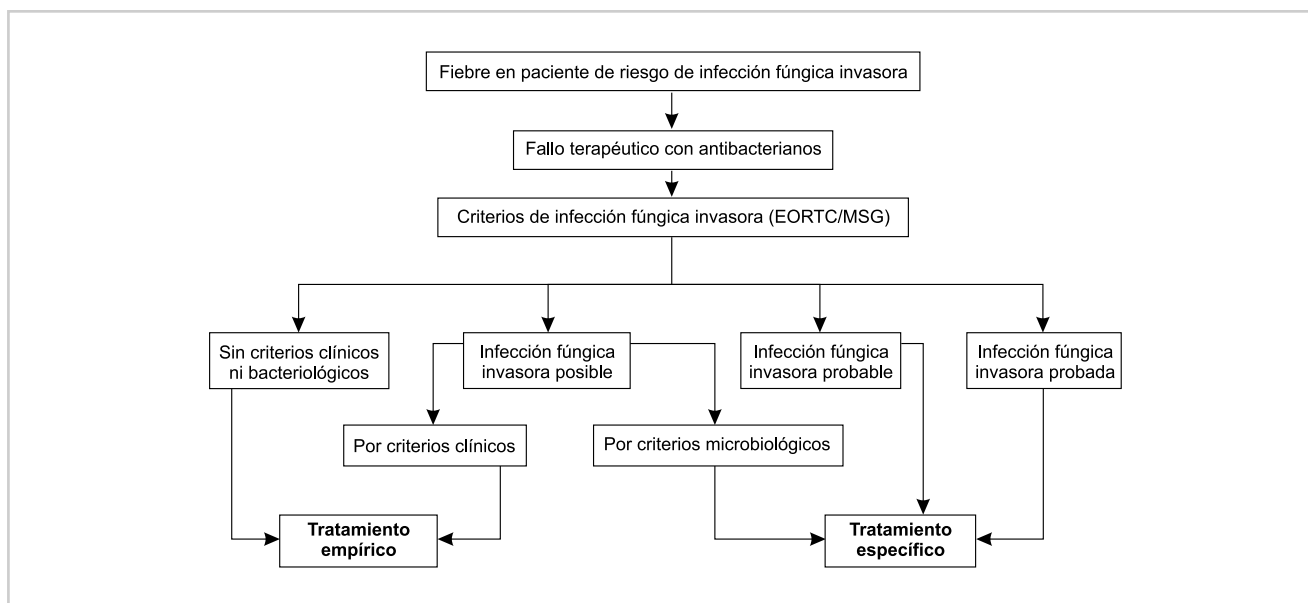 Fiebre en paciente de riesgo de infección fúngica invasora
Fallo terapéutico con antibacterianos
Criterios de infección fúngica invasora (EORTC/MSG)
Sin criterios clínicos
ni bacteriológicos
Infección fúngica
invasora posible
Infección fúngica
invasora probable
Infección fúngica
invasora probada
Por criterios clínicos
Por criterios microbiológicos
Tratamiento
empírico
Tratamiento
específico